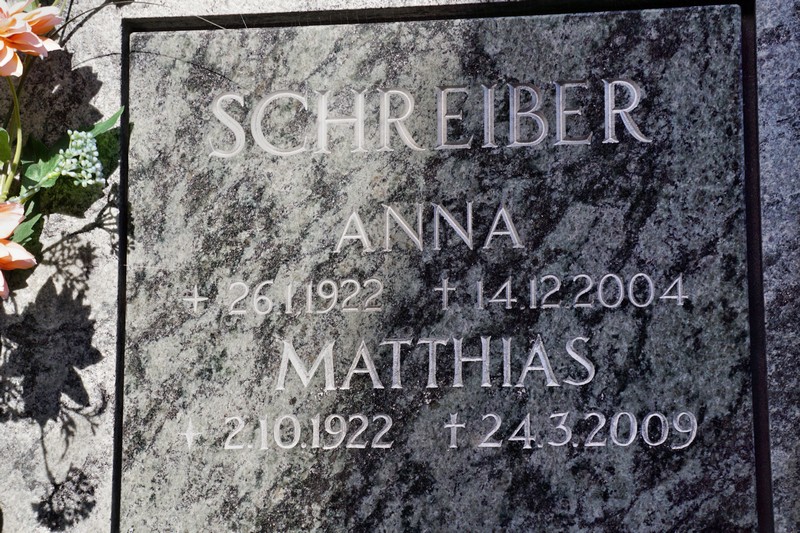 SCHREIBER
ANNA
+ 26.1.1922 † 14.12.2004
MATTHIAS
+ 2.10.1922 † 24.3.2009